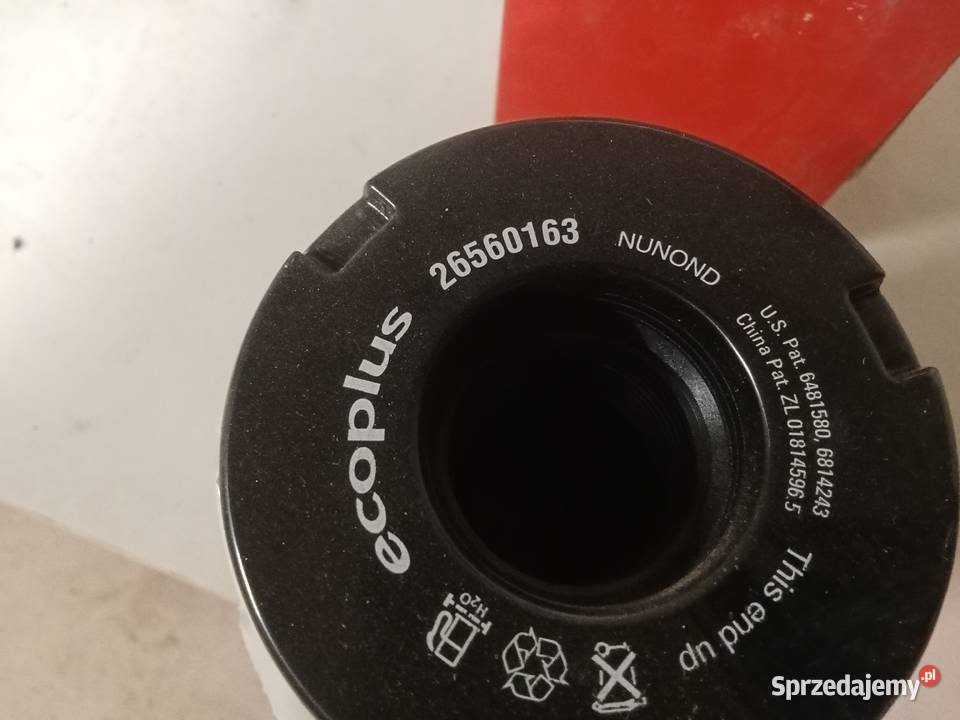 ecoplus
26560163
NUNOND
U.S. Pat. 6481580, 6814243
China Pat. ZL 01814596.5
This end up
H₂O
Sprzedajemy.pl